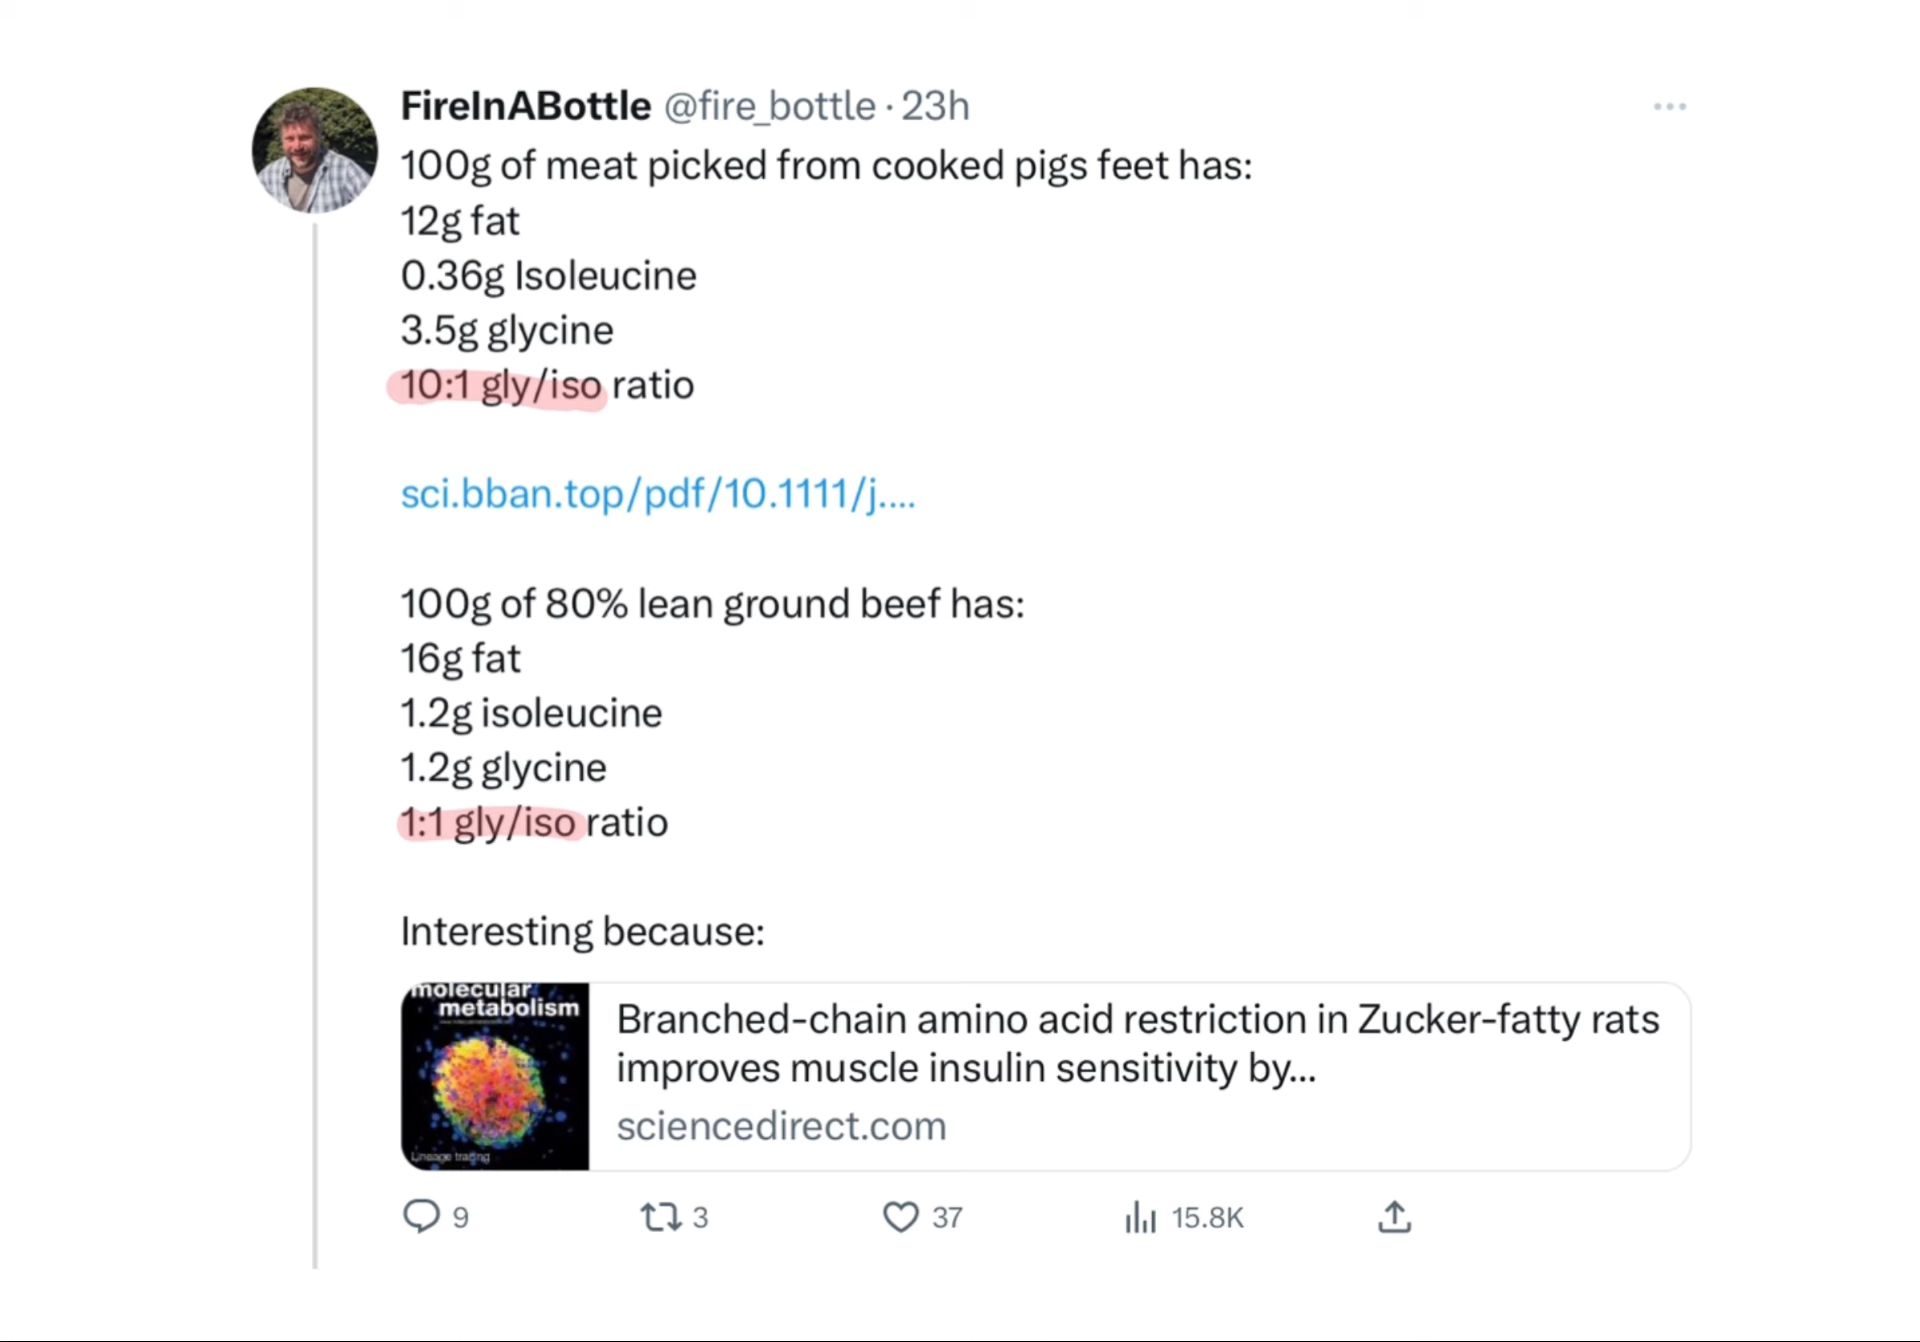 FireInABottle @fire_bottle · 23h
100g of meat picked from cooked pigs feet has:
12g fat
0.36g Isoleucine
3.5g glycine
10:1 gly/iso ratio
sci.bban.top/pdf/10.1111/j....
100g of 80% lean ground beef has:
16g fat
1.2g isoleucine
1.2g glycine
1:1 gly/iso ratio
Interesting because:
molecular
metabolism
Lineage tracing
Branched-chain amino acid restriction in Zucker-fatty rats
improves muscle insulin sensitivity by...
sciencedirect.com
9 3 37 15.8K